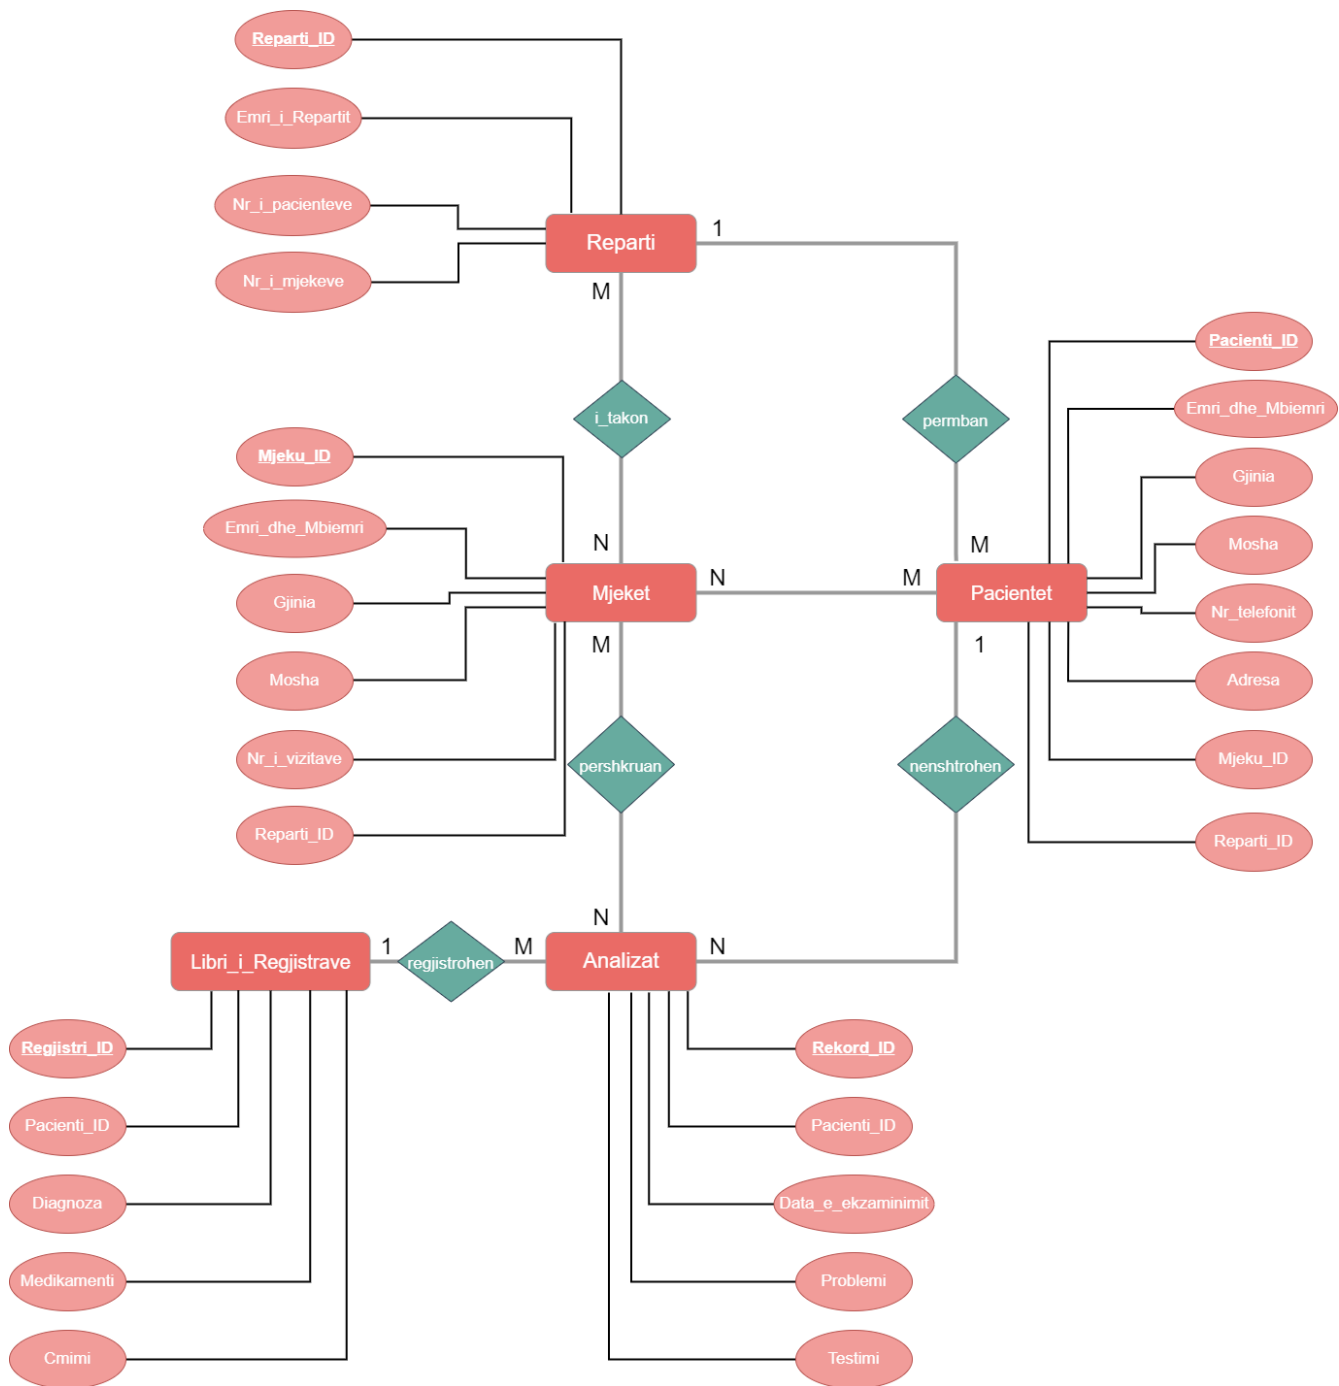 Reparti_ID
Emri_i_Repartit
Nr_i_pacienteve
Nr_i_mjekeve
Reparti
1
M
i_takon
permban
Pacienti_ID
Emri_dhe_Mbiemri
Gjinia
Mosha
Nr_telefonit
Adresa
Mjeku_ID
Reparti_ID
Mjeku_ID
Emri_dhe_Mbiemri
Gjinia
Mosha
Nr_i_vizitave
Reparti_ID
N
M
Mjeket
N
M
Pacientet
M
1
pershkruan
nenshtrohen
N
Libri_i_Regjistrave
1
regjistrohen
M
Analizat
N
Regjistri_ID
Pacienti_ID
Diagnoza
Medikamenti
Cmimi
Rekord_ID
Pacienti_ID
Data_e_ekzaminimit
Problemi
Testimi